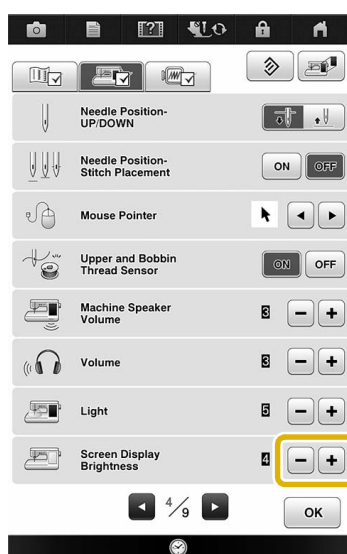 Needle Position-
UP/DOWN
Needle Position-
Stitch Placement
ON OFF
Mouse Pointer
Upper and Bobbin
Thread Sensor
ON OFF
Machine Speaker
Volume
3 - +
Volume
3 - +
Light
5 - +
Screen Display
Brightness
4 - +
4/9
OK